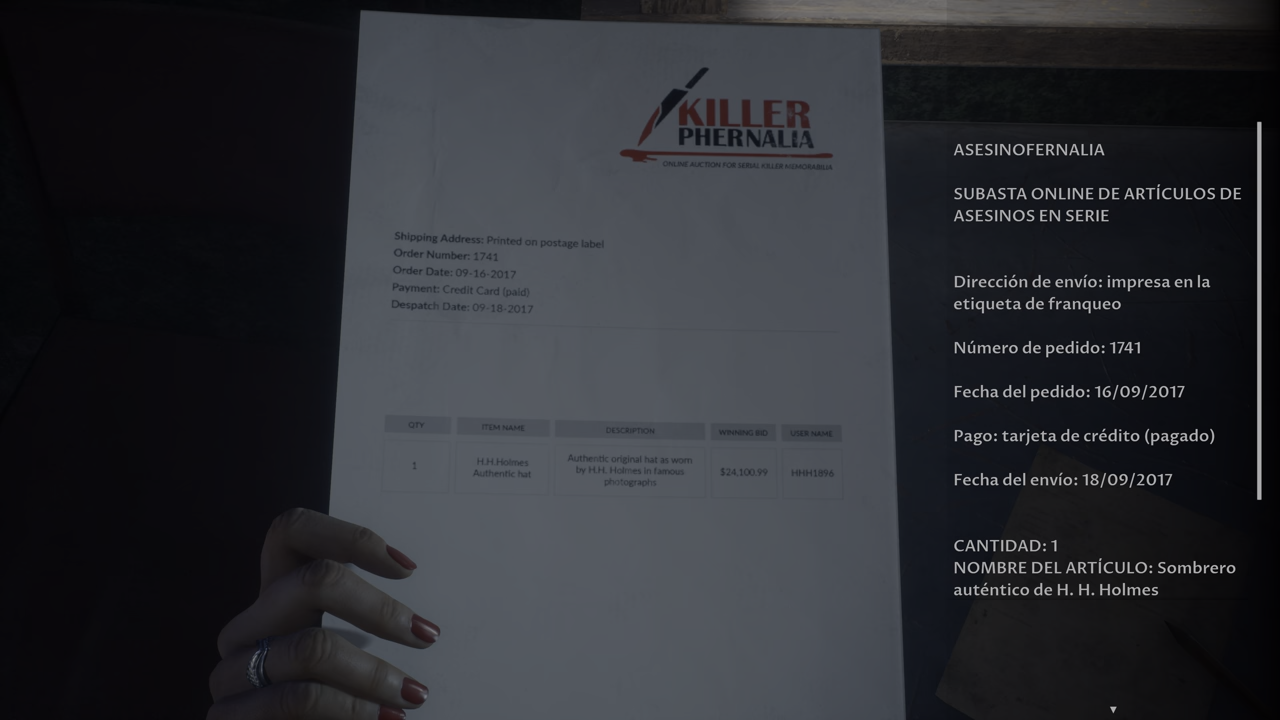 KILLER
PHERNALIA
ONLINE AUCTION FOR SERIAL KILLER MEMORABILIA
Shipping Address: Printed on postage label
Order Number: 1741
Order Date: 09-16-2017
Payment: Credit Card (paid)
Despatch Date: 09-18-2017
QTY ITEM NAME DESCRIPTION WINNING BID USER NAME
1
H.H.Holmes
Authentic hat
Authentic original hat as worn
by H.H. Holmes in famous
photographs
$24,100.99
HHH1896
ASESINOFERNALIA
SUBASTA ONLINE DE ARTÍCULOS DE
ASESINOS EN SERIE
Dirección de envío: impresa en la
etiqueta de franqueo
Número de pedido: 1741
Fecha del pedido: 16/09/2017
Pago: tarjeta de crédito (pagado)
Fecha del envío: 18/09/2017
CANTIDAD: 1
NOMBRE DEL ARTÍCULO: Sombrero
auténtico de H. H. Holmes